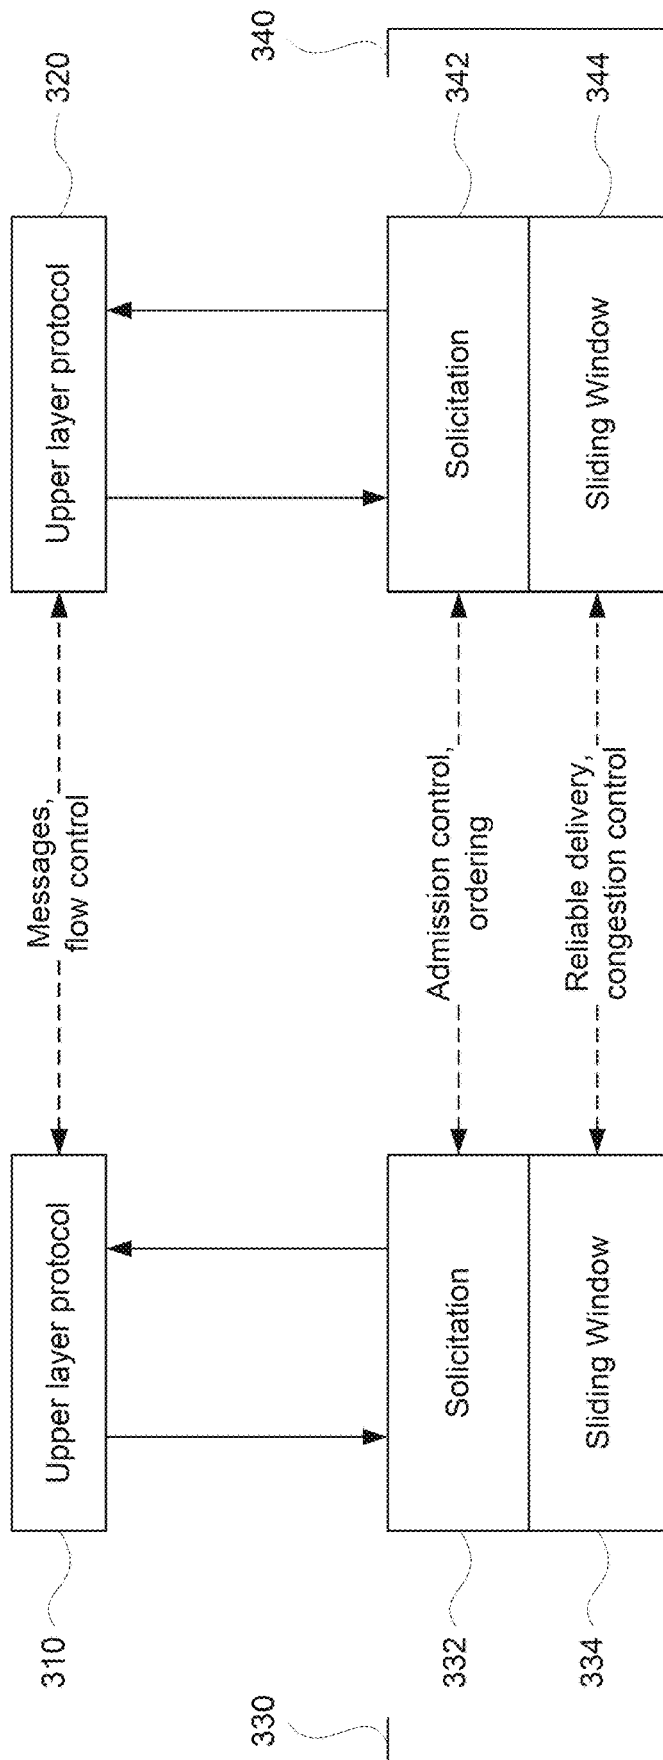 310
Upper layer protocol
Messages,
flow control
Upper layer protocol
320
330
340
332
Solicitation
Admission control,
ordering
Solicitation
342
334
Sliding Window
Reliable delivery,
congestion control
Sliding Window
344